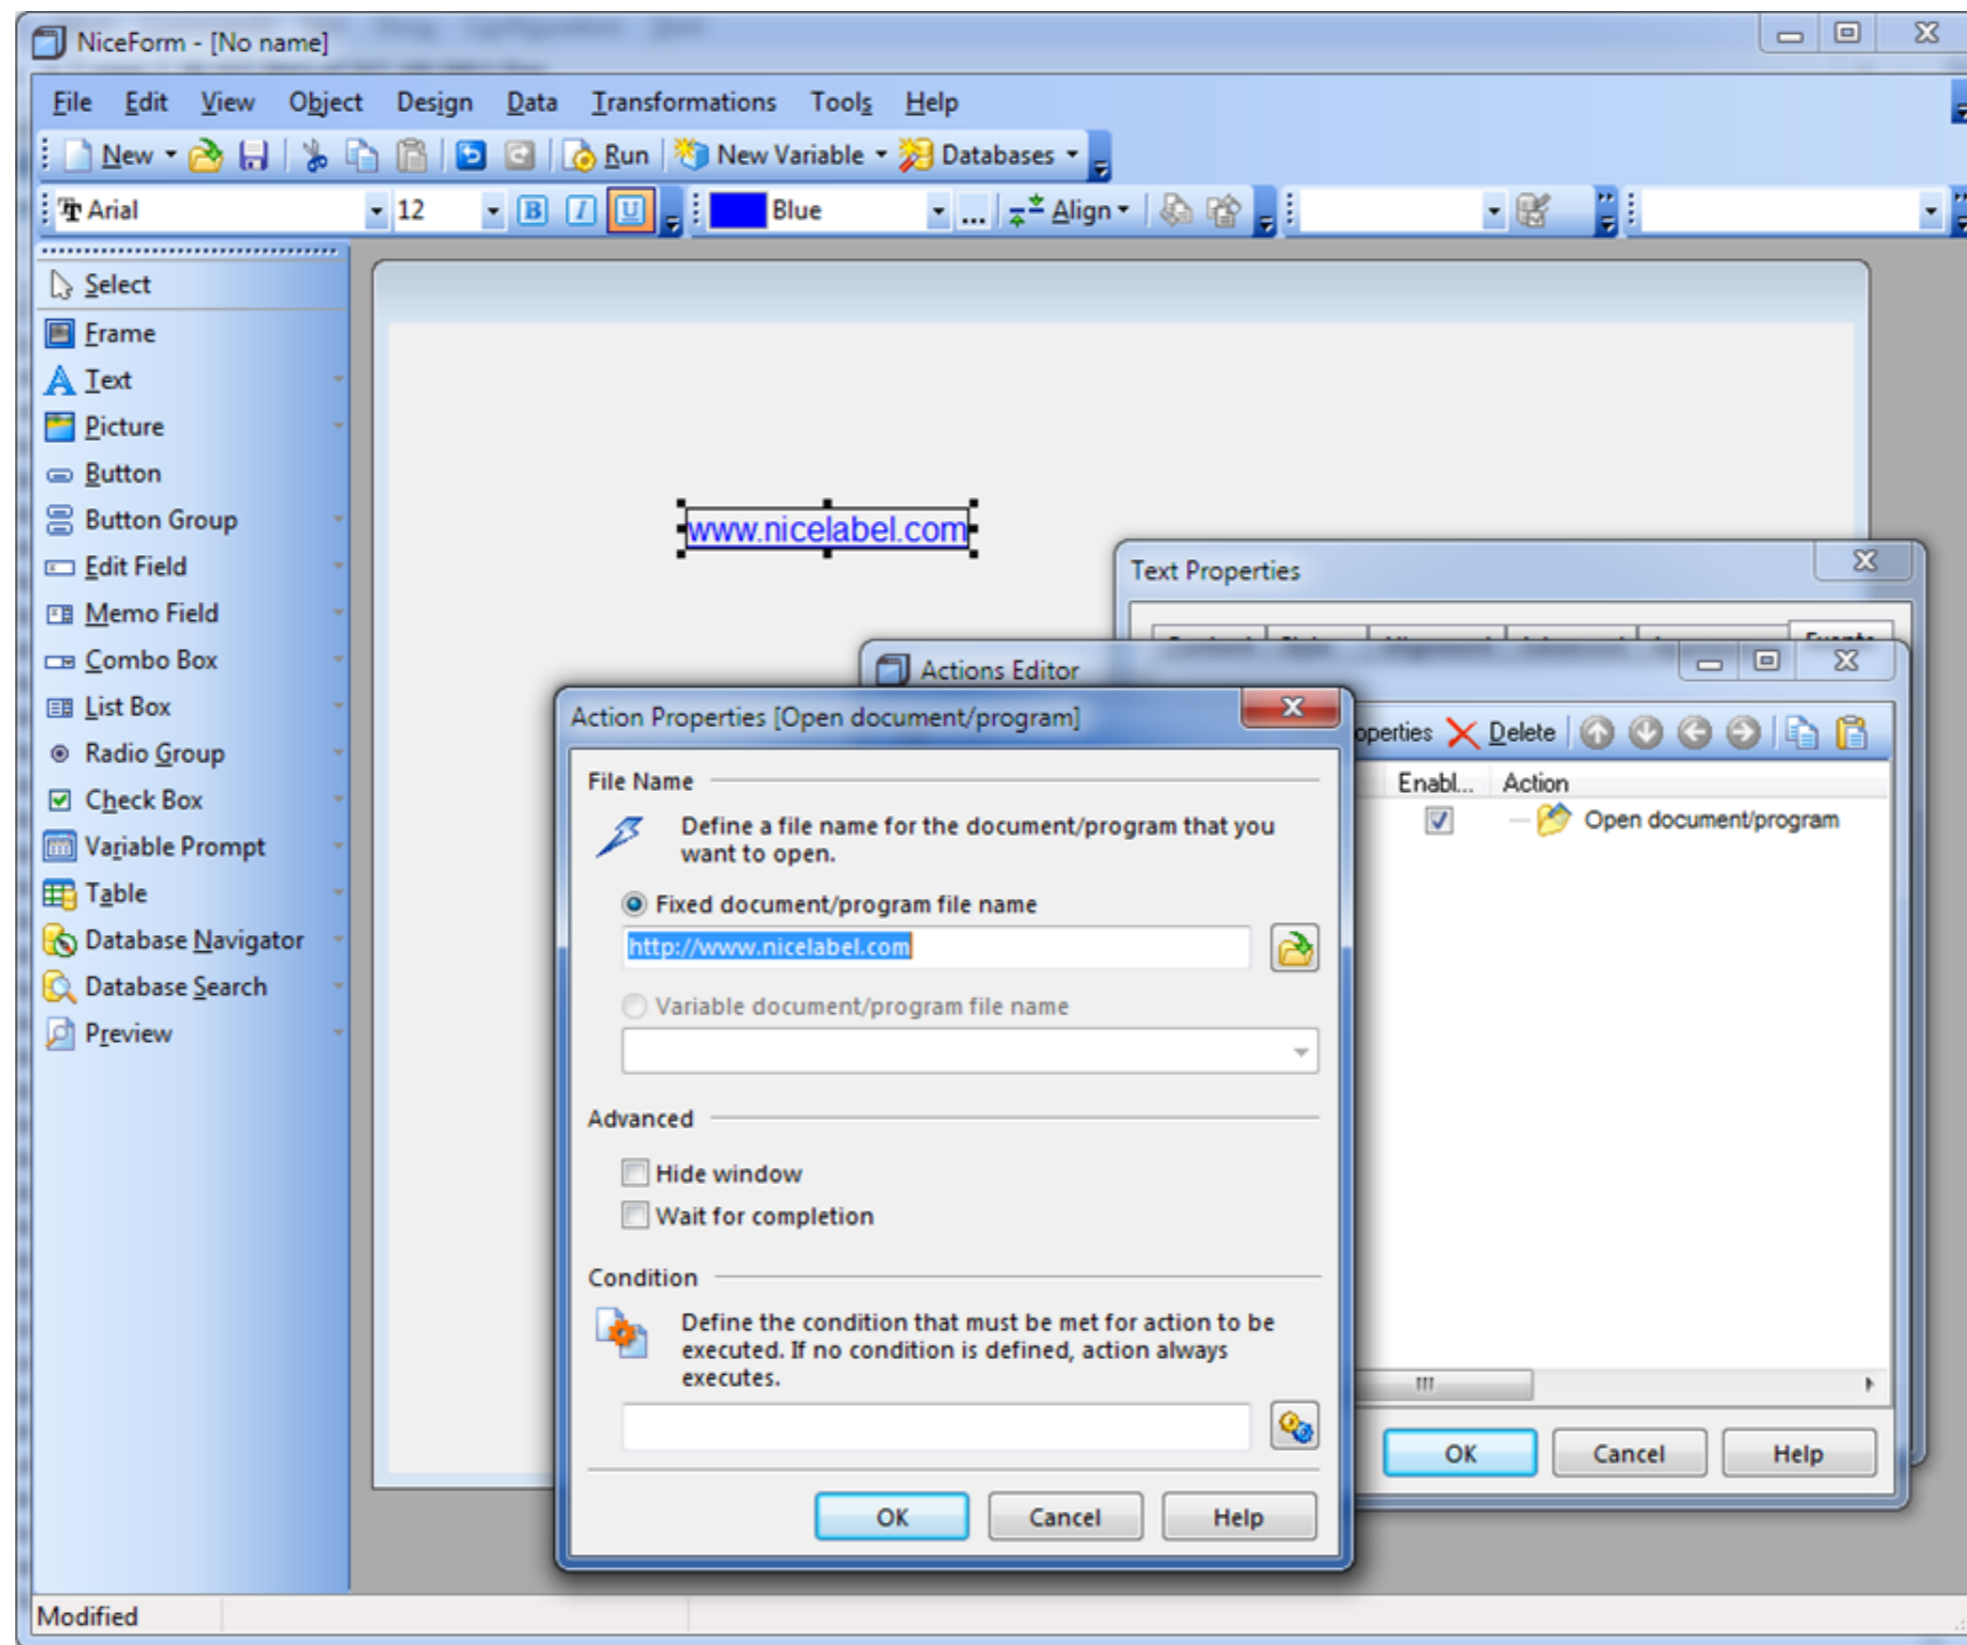 NiceForm - [No name]
File Edit View Object Design Data Transformations Tools Help
New Run New Variable Databases
Arial 12 B I U Blue ... Align
Select
Frame
Text
Picture
Button
Button Group
Edit Field
Memo Field
Combo Box
List Box
Radio Group
Check Box
Variable Prompt
Table
Database Navigator
Database Search
Preview
www.nicelabel.com
Text Properties
Events
Actions Editor
operties Delete
Enabl... Action
Open document/program
OK Cancel Help
Action Properties [Open document/program]
File Name
Define a file name for the document/program that you
want to open.
Fixed document/program file name
http://www.nicelabel.com
Variable document/program file name
Advanced
Hide window
Wait for completion
Condition
Define the condition that must be met for action to be
executed. If no condition is defined, action always
executes.
OK Cancel Help
Modified